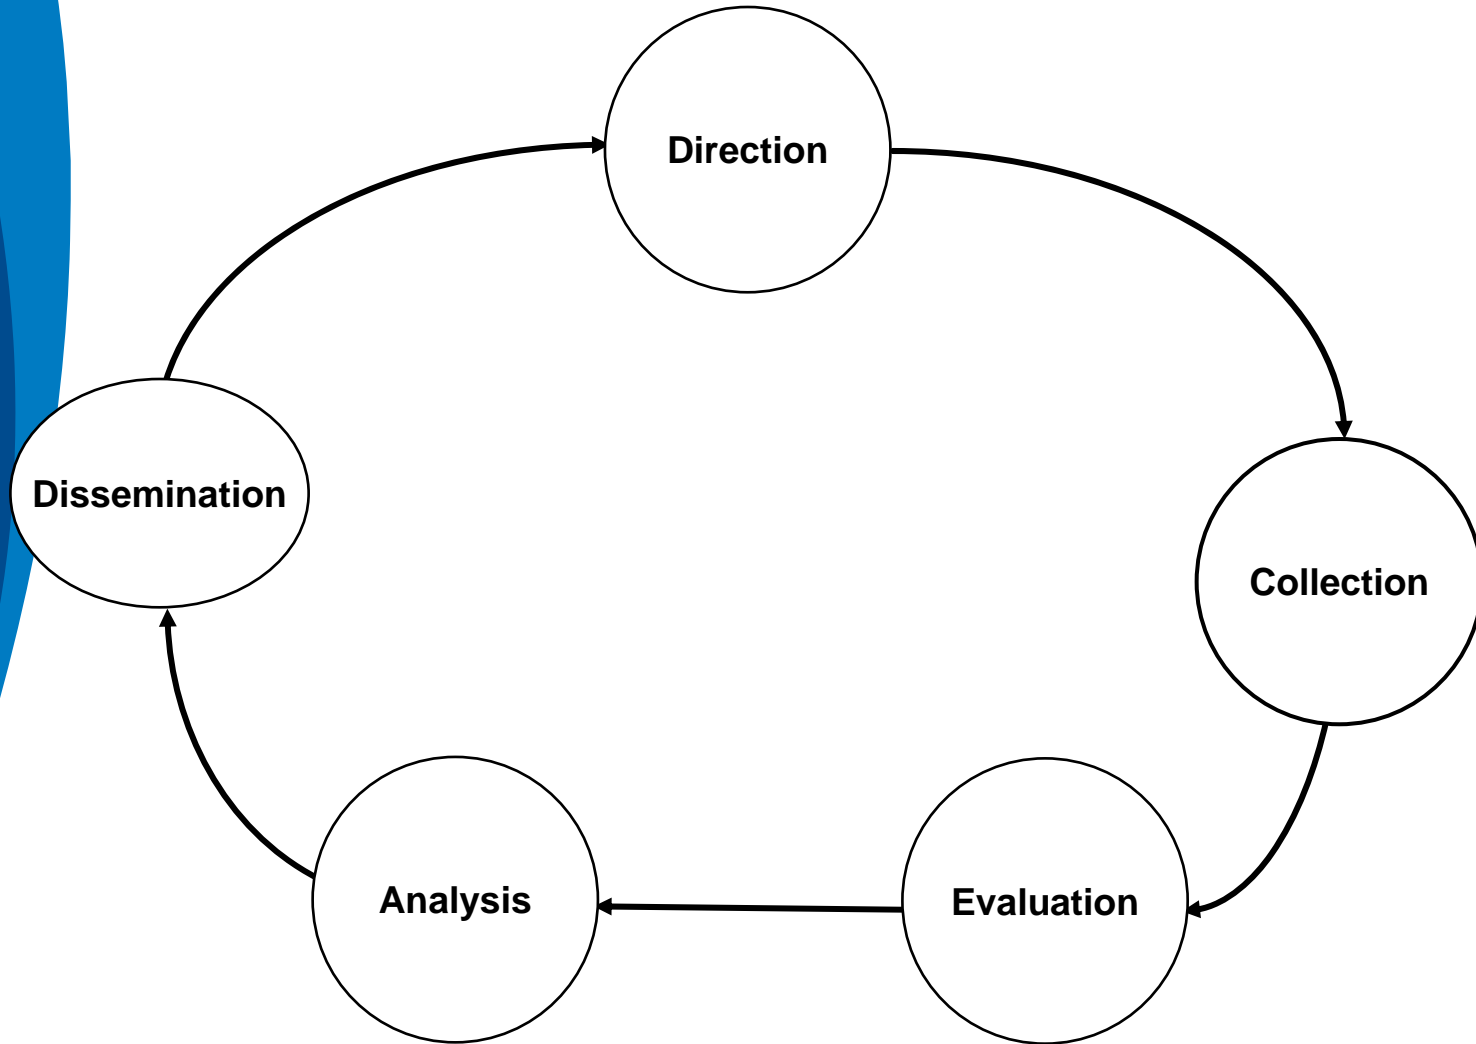 Direction
Collection
Evaluation
Analysis
Dissemination